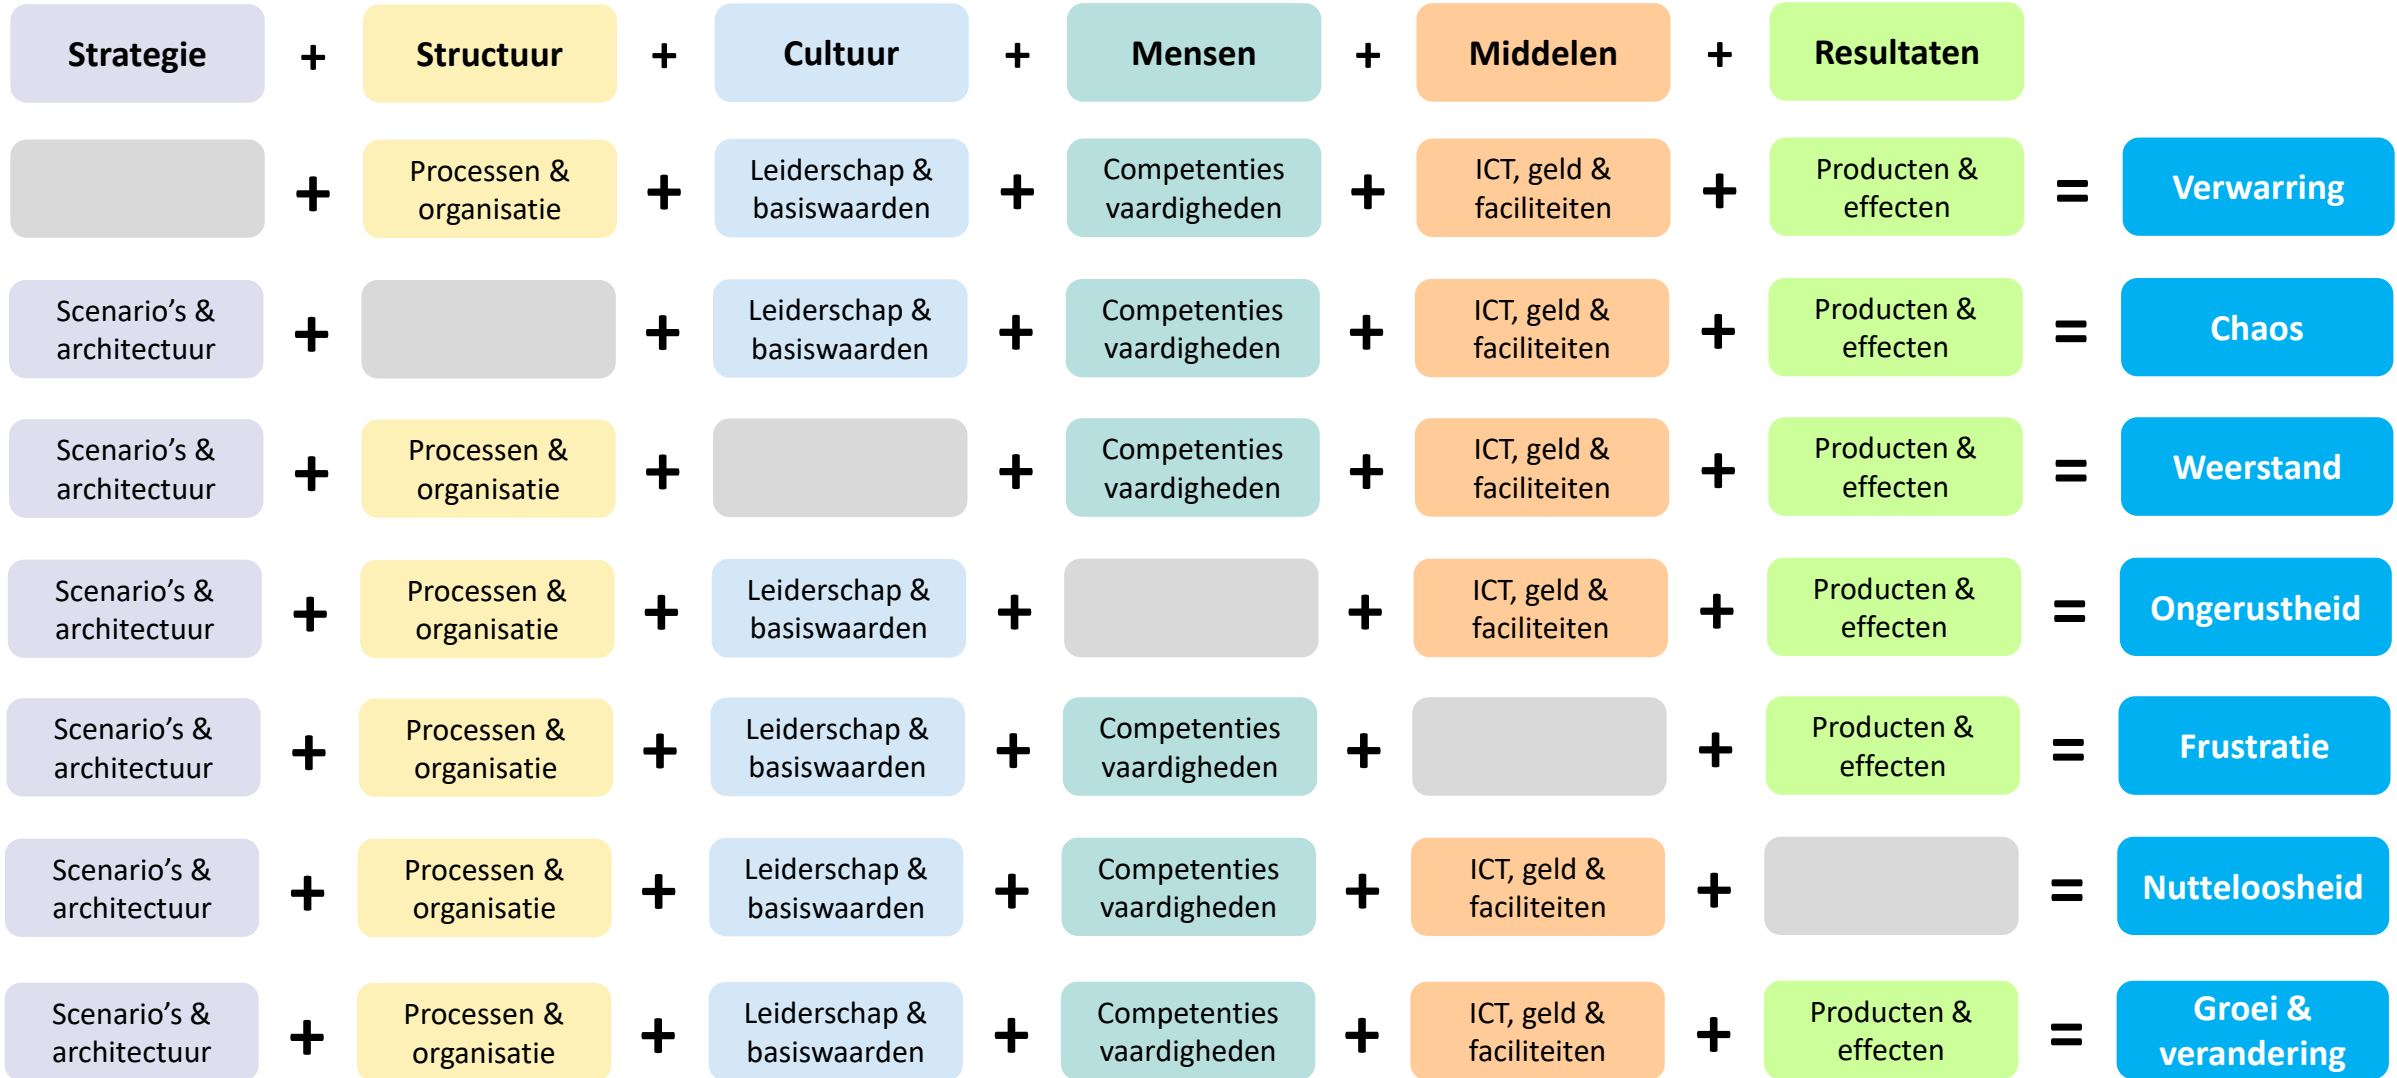 Strategie + Structuur + Cultuur + Mensen + Middelen + Resultaten
+ Processen & + Leiderschap & + Competenties + ICT, geld & + Producten & = Verwarring
organisatie basiswaarden vaardigheden faciliteiten effecten
Scenario’s & + + Leiderschap & + Competenties + ICT, geld & + Producten & = Chaos
architectuur basiswaarden vaardigheden faciliteiten effecten
Scenario’s & + Processen & + + Competenties + ICT, geld & + Producten & = Weerstand
architectuur organisatie vaardigheden faciliteiten effecten
Scenario’s & + Processen & + Leiderschap & + + ICT, geld & + Producten & = Ongerustheid
architectuur organisatie basiswaarden faciliteiten effecten
Scenario’s & + Processen & + Leiderschap & + Competenties + + Producten & = Frustratie
architectuur organisatie basiswaarden vaardigheden effecten
Scenario’s & + Processen & + Leiderschap & + Competenties + ICT, geld & + = Nutteloosheid
architectuur organisatie basiswaarden vaardigheden faciliteiten
Scenario’s & + Processen & + Leiderschap & + Competenties + ICT, geld & + Producten & = Groei &
architectuur organisatie basiswaarden vaardigheden faciliteiten effecten verandering